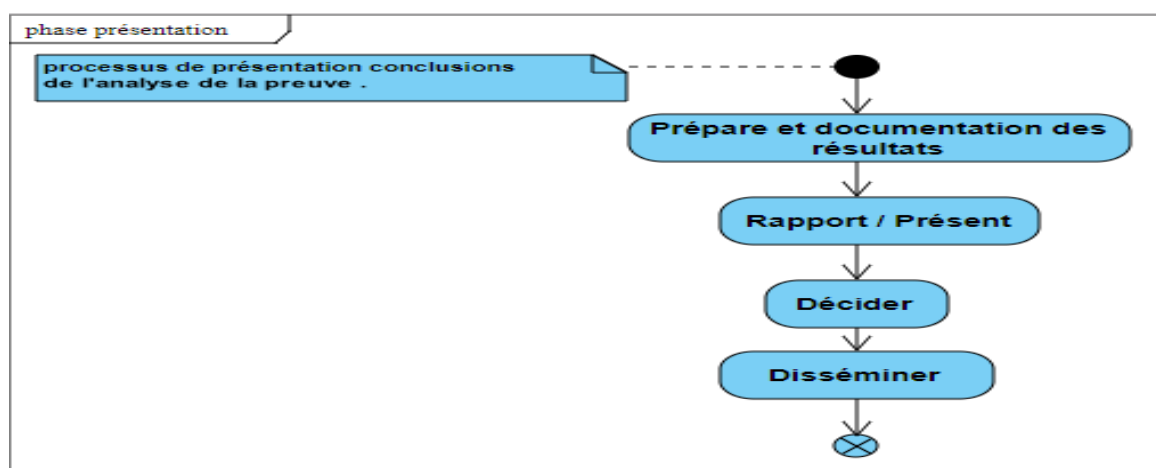 phase présentation
processus de présentation conclusions
de l'analyse de la preuve .
Prépare et documentation des
résultats
Rapport / Présent
Décider
Disséminer